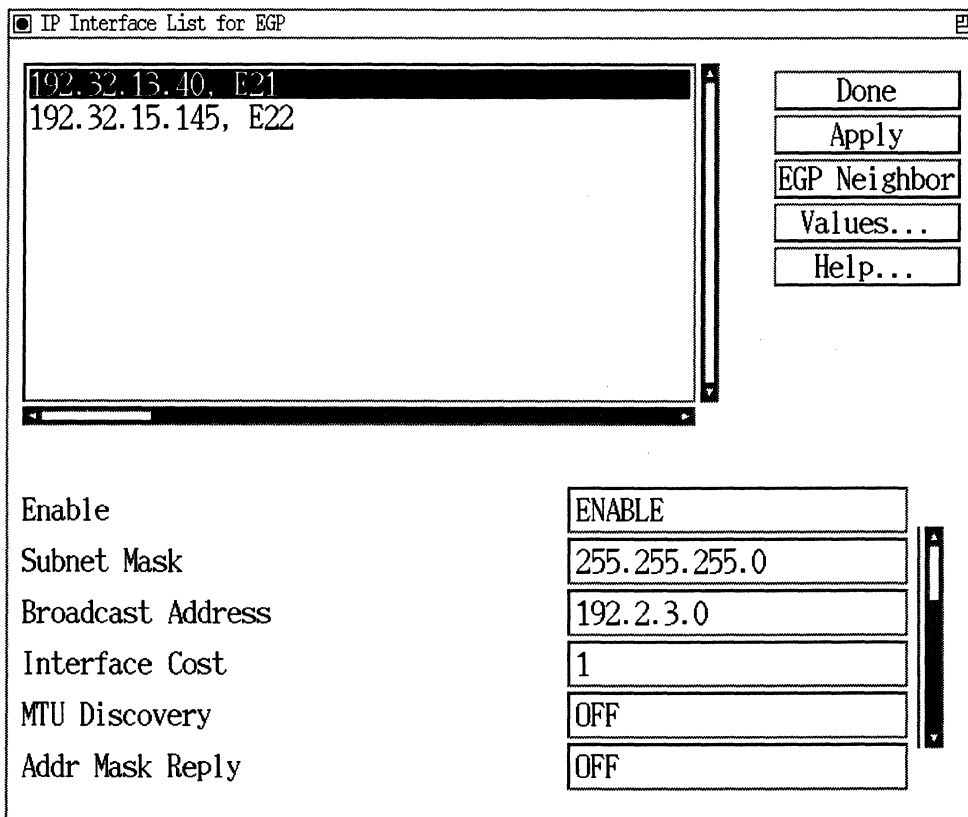 IP Interface List for EGP
192.32.13.40, E21
192.32.15.145, E22
Done
Apply
EGP Neighbor
Values...
Help...
Enable ENABLE
Subnet Mask 255.255.255.0
Broadcast Address 192.2.3.0
Interface Cost 1
MTU Discovery OFF
Addr Mask Reply OFF